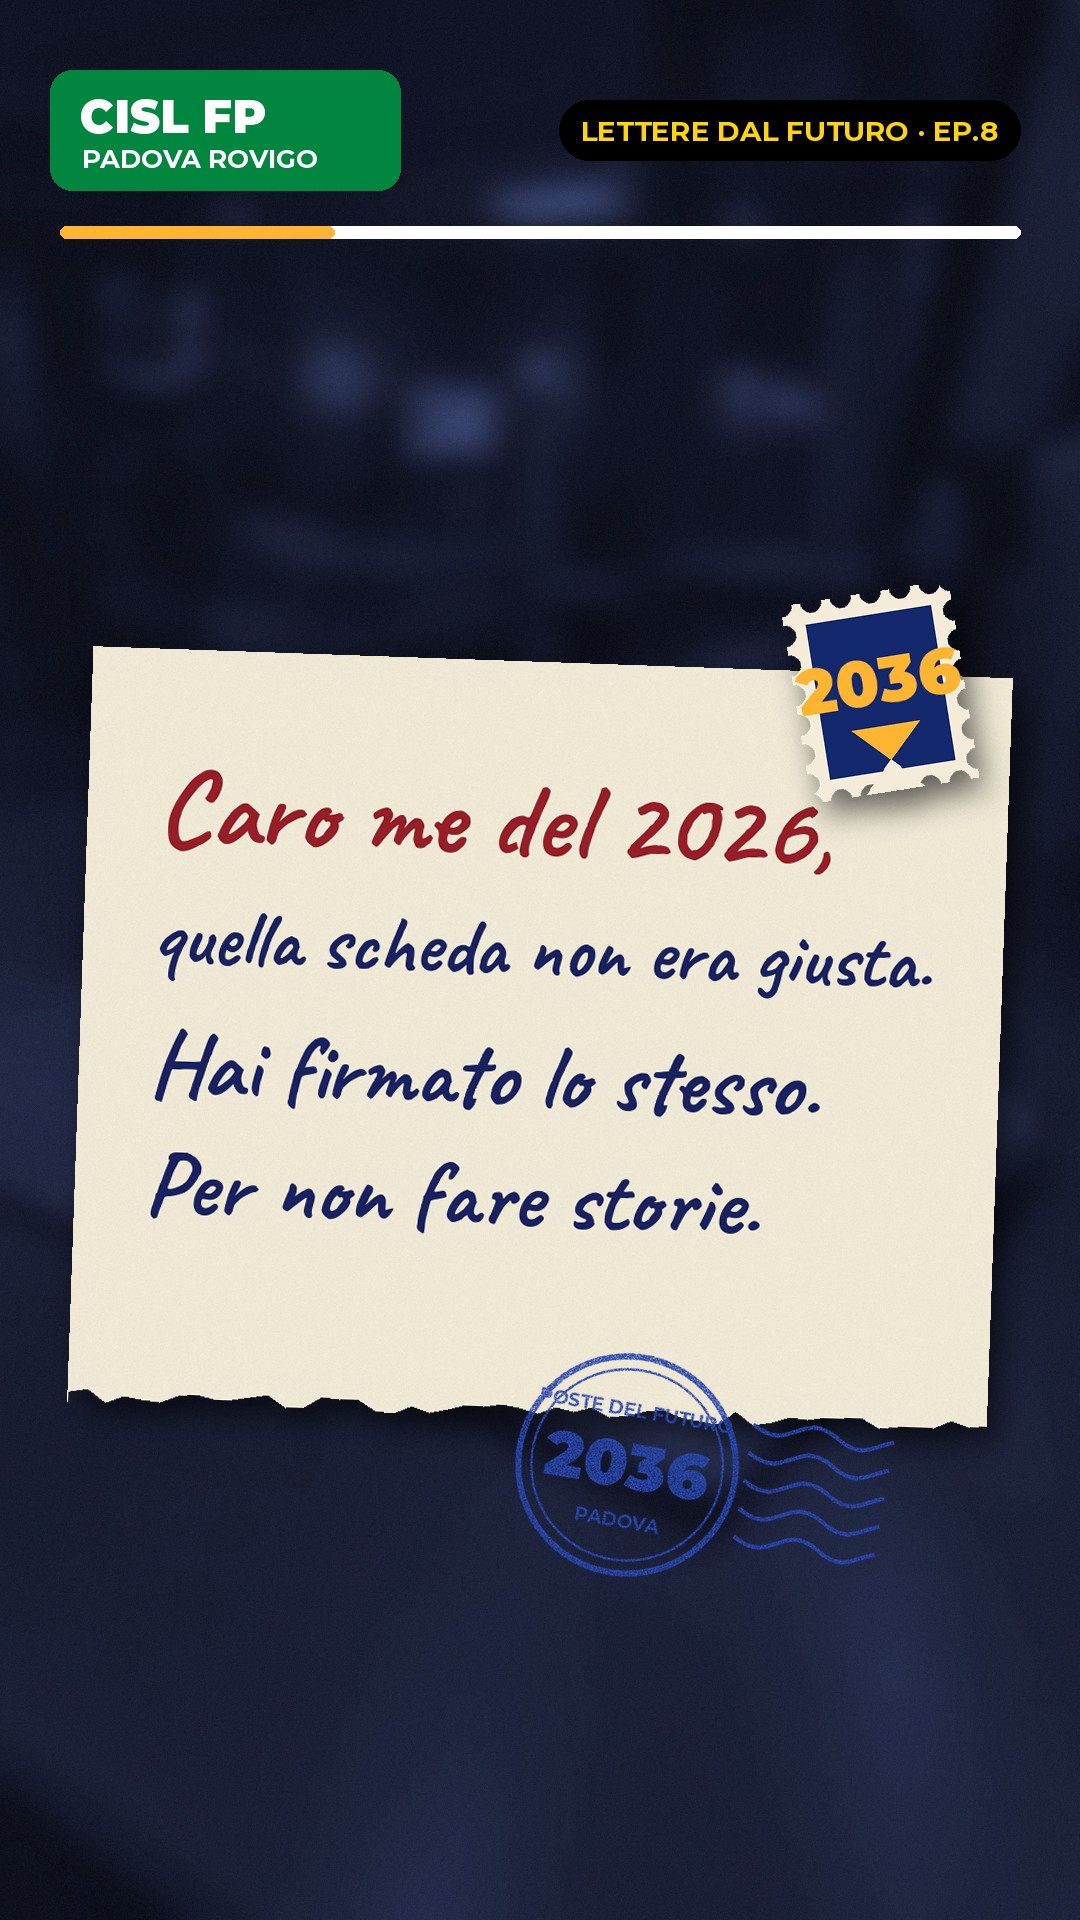 CISL FP
PADOVA ROVIGO
LETTERE DAL FUTURO · EP.8
2036
Caro me del 2026,
quella scheda non era giusta.
Hai firmato lo stesso.
Per non fare storie.
POSTE DEL FUTURO
2036
PADOVA